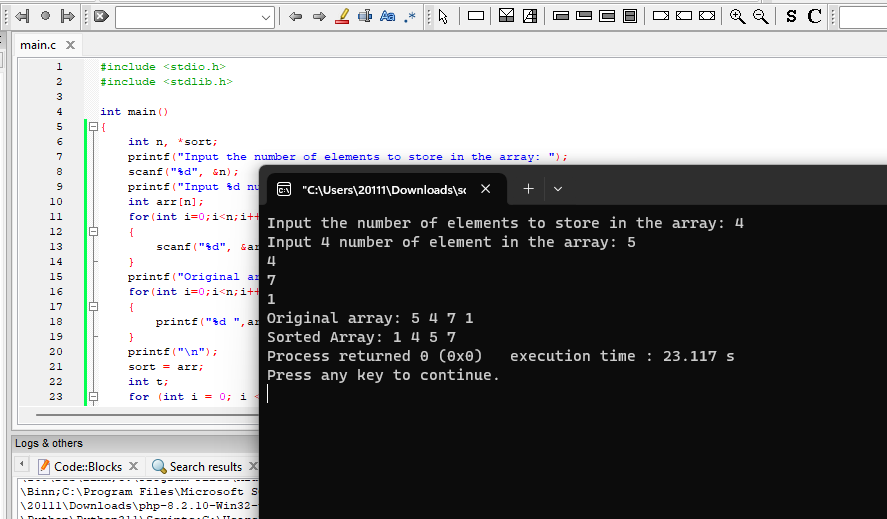 Aa .*
S C
main.c X
1 #include <stdio.h>
2 #include <stdlib.h>
3
4 int main()
5 {
6 int n, *sort;
7 printf("Input the number of elements to store in the array: ");
8 scanf("%d", &n);
9 printf("Input %d nu
10 int arr[n];
11 for(int i=0;i<n;i++
12 {
13 scanf("%d", &ar
14 }
15 printf("Original ar
16 for(int i=0;i<n;i++
17 {
18 printf("%d ",ar
19 }
20 printf("\n");
21 sort = arr;
22 int t;
23 for (int i = 0; i <
"C:\Users\20111\Downloads\so
Input the number of elements to store in the array: 4
Input 4 number of element in the array: 5
4
7
1
Original array: 5 4 7 1
Sorted Array: 1 4 5 7
Process returned 0 (0x0) execution time : 23.117 s
Press any key to continue.
Logs & others
Code::Blocks X Search results X
\Binn;C:\Program Files\Microsoft S
\20111\Downloads\php-8.2.10-Win32-